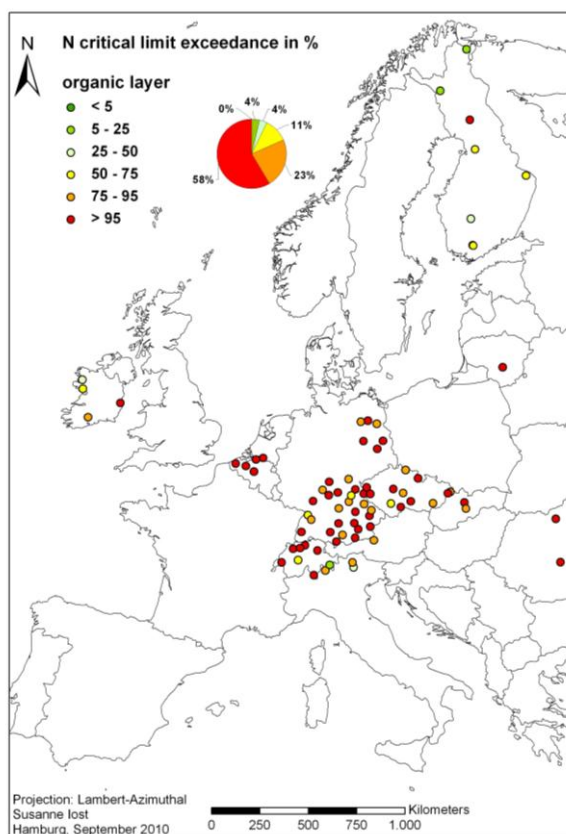 N
N critical limit exceedance in %
organic layer
< 5
5 - 25
25 - 50
50 - 75
75 - 95
> 95
0%
4%
4%
11%
23%
58%
Projection: Lambert-Azimuthal
Susanne Iost
Hamburg, September 2010
Kilometers
0 250 500 750 1.000